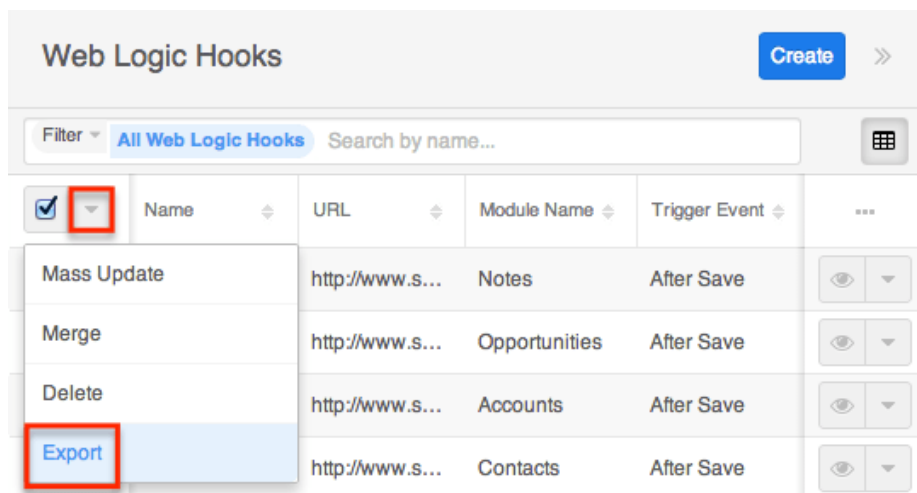 Web Logic Hooks Create
Filter All Web Logic Hooks Search by name...
Name URL Module Name Trigger Event
Mass Update http://www.s... Notes After Save
Merge http://www.s... Opportunities After Save
Delete http://www.s... Accounts After Save
Export http://www.s... Contacts After Save